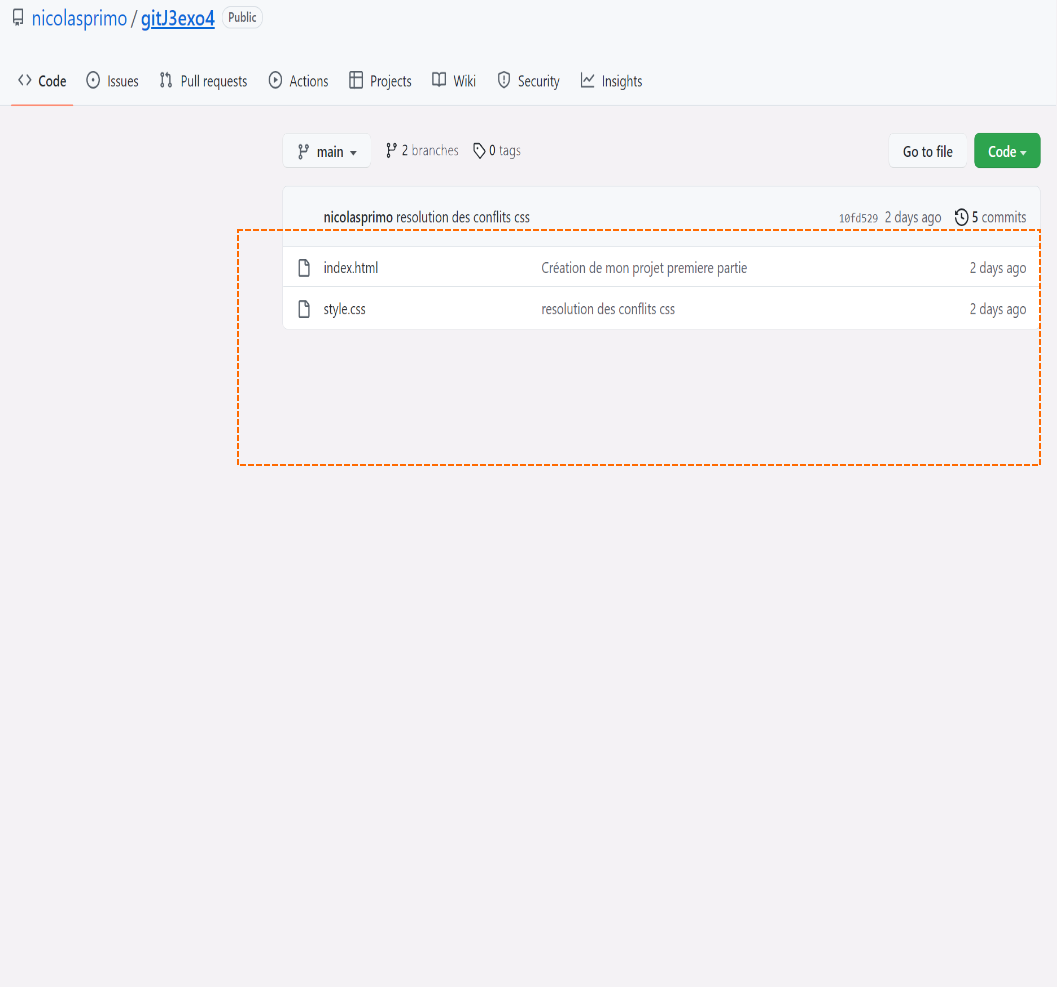 nicolasprimo / gitJ3exo4 Public
Code Issues Pull requests Actions Projects Wiki Security Insights
main 2 branches 0 tags Go to file Code
nicolasprimo resolution des conflits css 10fd529 2 days ago 5 commits
index.html Création de mon projet premiere partie 2 days ago
style.css resolution des conflits css 2 days ago